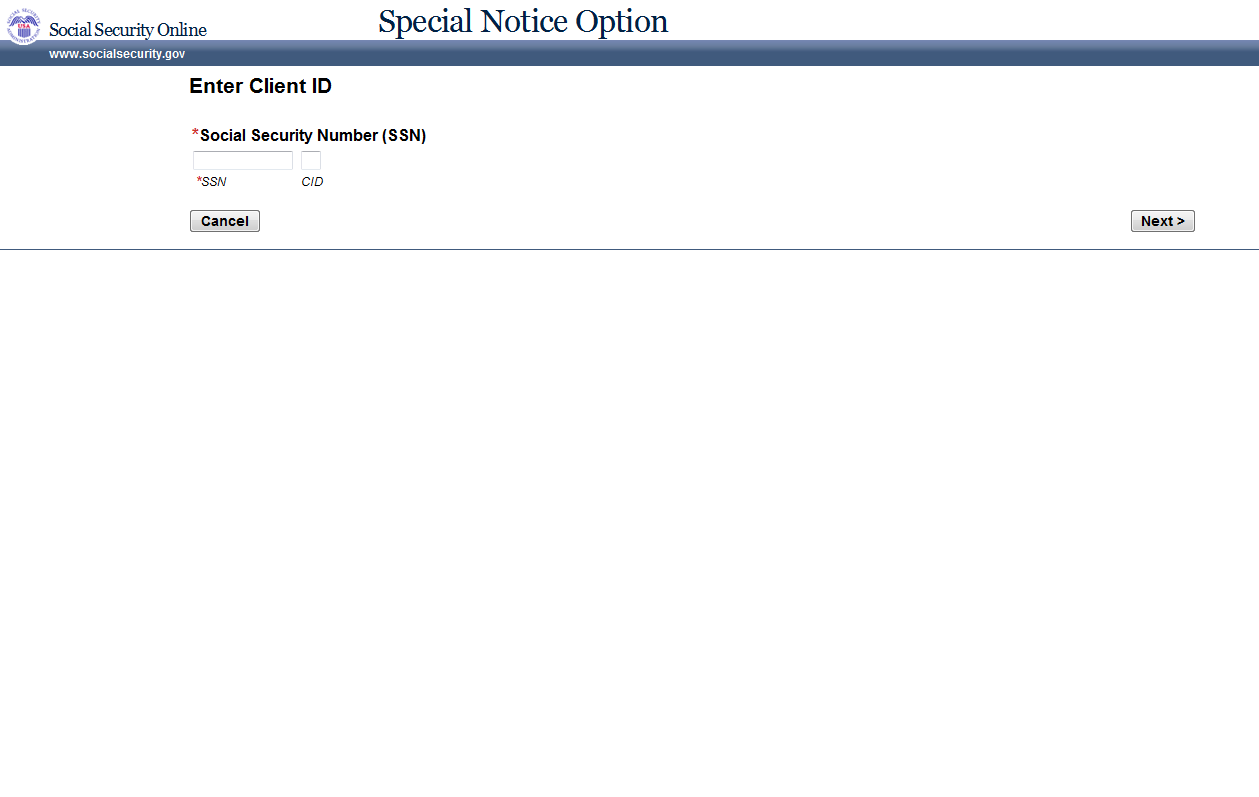 Special Notice Option
Social Security Online
www.socialsecurity.gov
Enter Client ID
*Social Security Number (SSN)
*SSN CID
Cancel Next >